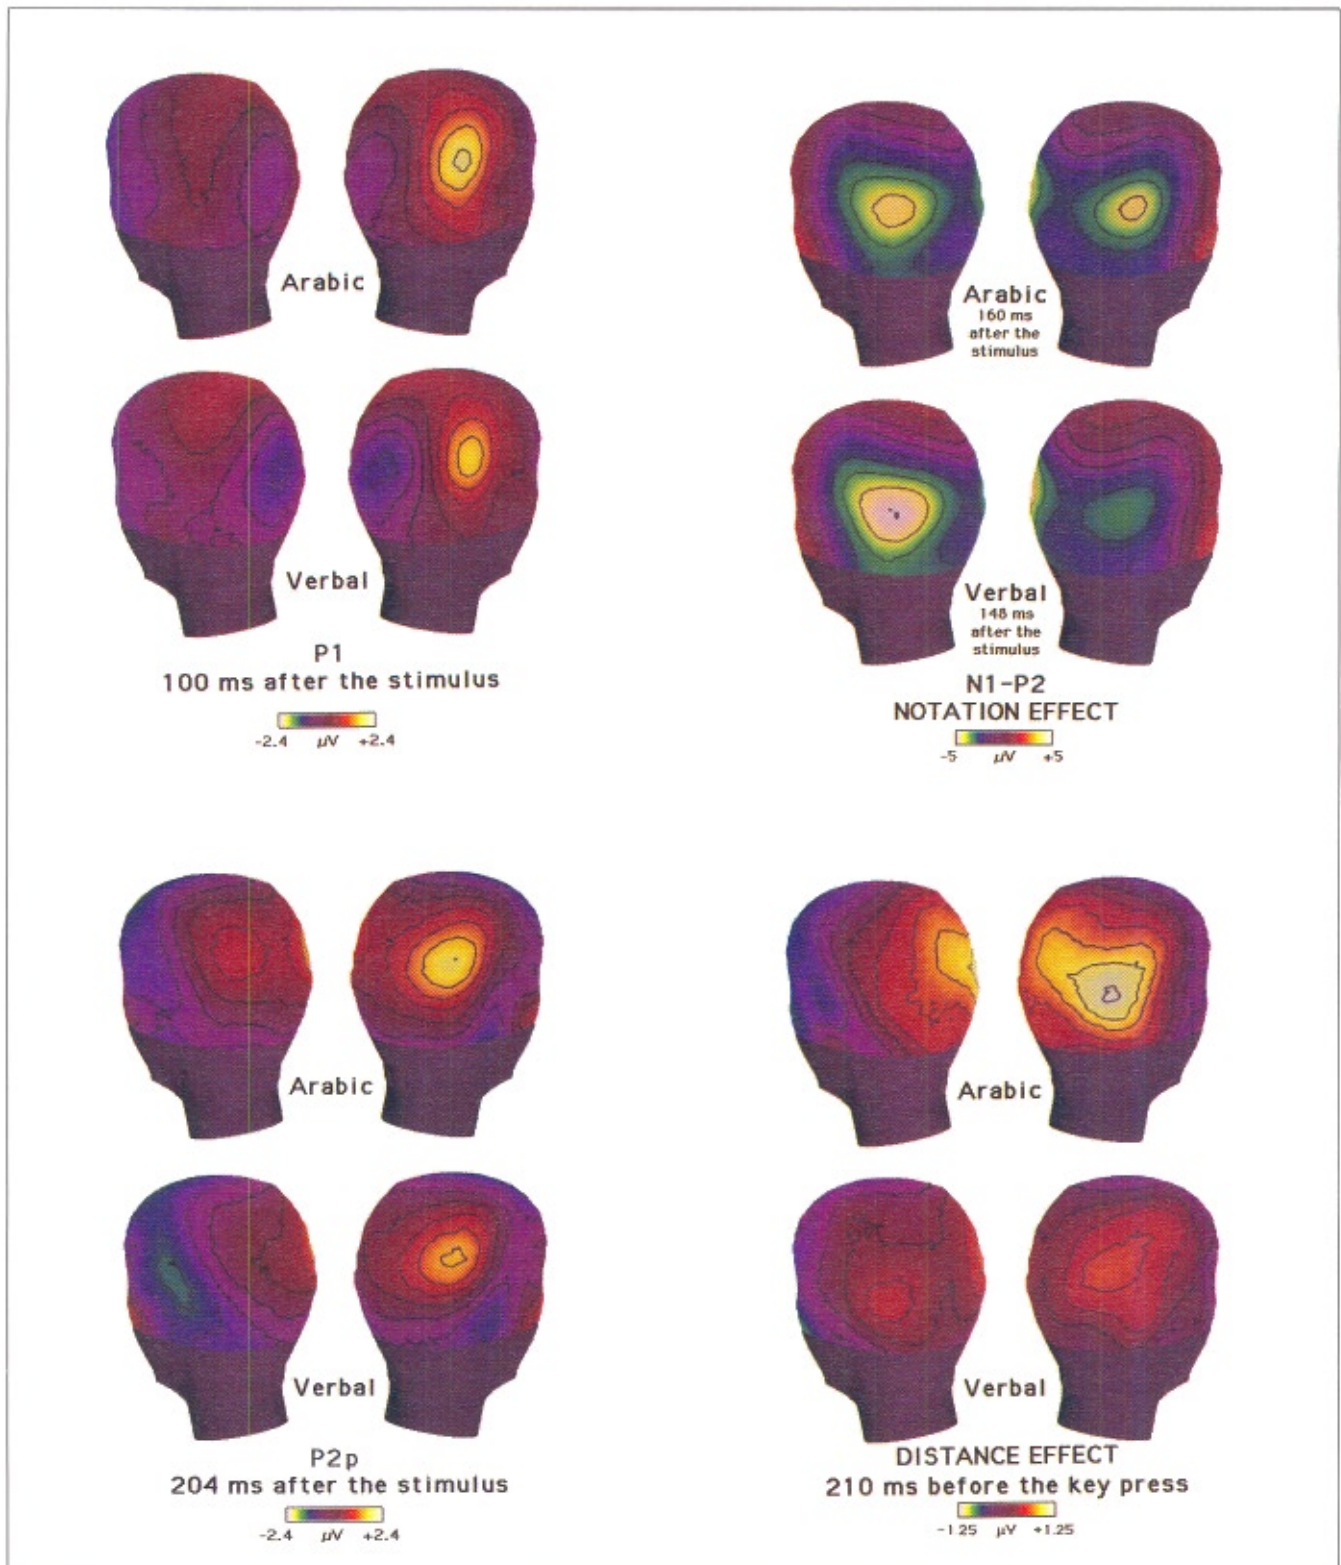 Arabic
Verbal
P1
100 ms after the stimulus
-2.4 μV +2.4
Arabic
160 ms
after the
stimulus
Verbal
148 ms
after the
stimulus
N1-P2
NOTATION EFFECT
-5 μV +5
Arabic
Verbal
P2p
204 ms after the stimulus
-2.4 μV +2.4
Arabic
Verbal
DISTANCE EFFECT
210 ms before the key press
-1.25 μV +1.25